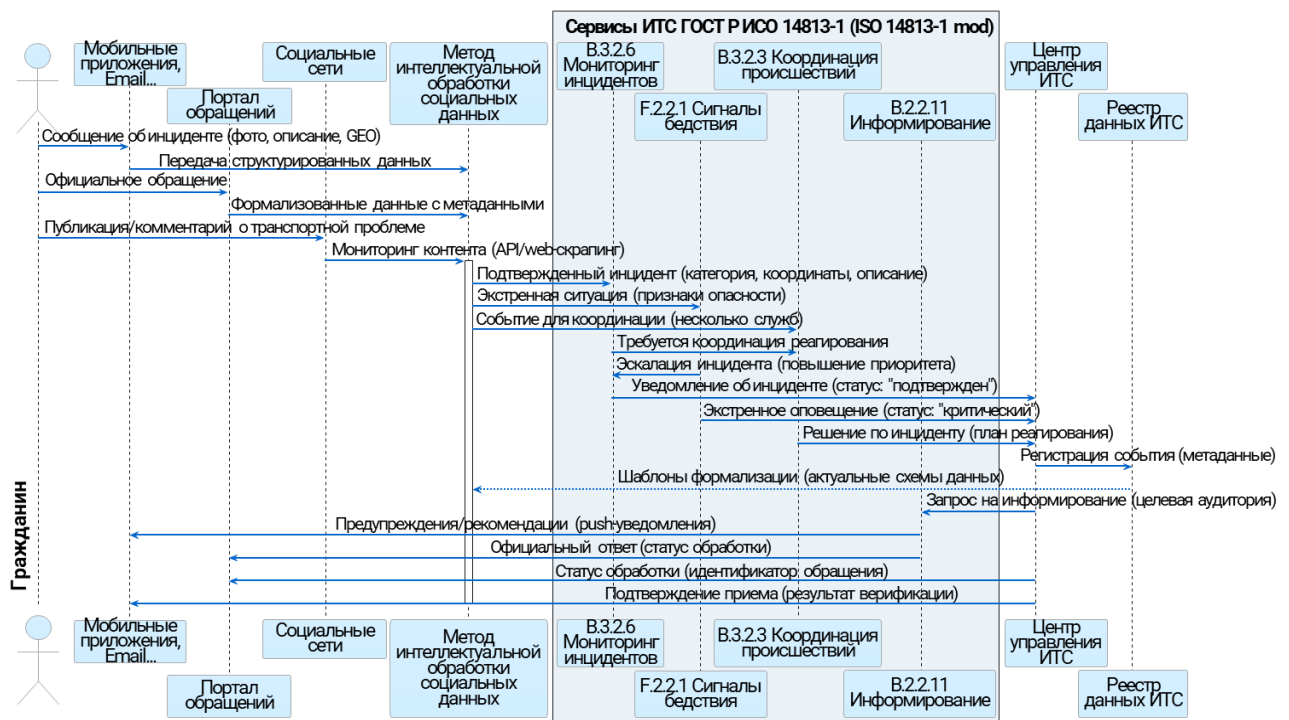 Сервисы ИТС ГОСТ Р ИСО 14813-1 (ISO 14813-1 mod)
Мобильные
приложения,
Email...
Социальные
сети
Метод
интеллектуальной
обработки
социальных
данных
B.3.2.6
Мониторинг
инцидентов
B.3.2.3 Координация
происшествий
Центр
управления
ИТС
Портал
обращений
F.2.2.1 Сигналы
бедствия
B.2.2.11
Информирование
Реестр
данных ИТС
Сообщение об инциденте (фото, описание, GEO)
Передача структурированных данных
Официальное обращение
Формализованные данные с метаданными
Публикация/комментарий о транспортной проблеме
Мониторинг контента (API/web-скрапинг)
Подтвержденный инцидент (категория, координаты, описание)
Экстренная ситуация (признаки опасности)
Событие для координации (несколько служб)
Требуется координация реагирования
Эскалация инцидента (повышение приоритета)
Уведомление об инциденте (статус: "подтвержден")
Экстренное оповещение (статус: "критический")
Решение по инциденту (план реагирования)
Регистрация события (метаданные)
Шаблоны формализации (актуальные схемы данных)
Запрос на информирование (целевая аудитория)
Предупреждения/рекомендации (push-уведомления)
Официальный ответ (статус обработки)
Статус обработки (идентификатор обращения)
Подтверждение приема (результат верификации)
Гражданин
Мобильные
приложения,
Email...
Социальные
сети
Метод
интеллектуальной
обработки
социальных
данных
B.3.2.6
Мониторинг
инцидентов
B.3.2.3 Координация
происшествий
Центр
управления
ИТС
Портал
обращений
F.2.2.1 Сигналы
бедствия
B.2.2.11
Информирование
Реестр
данных ИТС